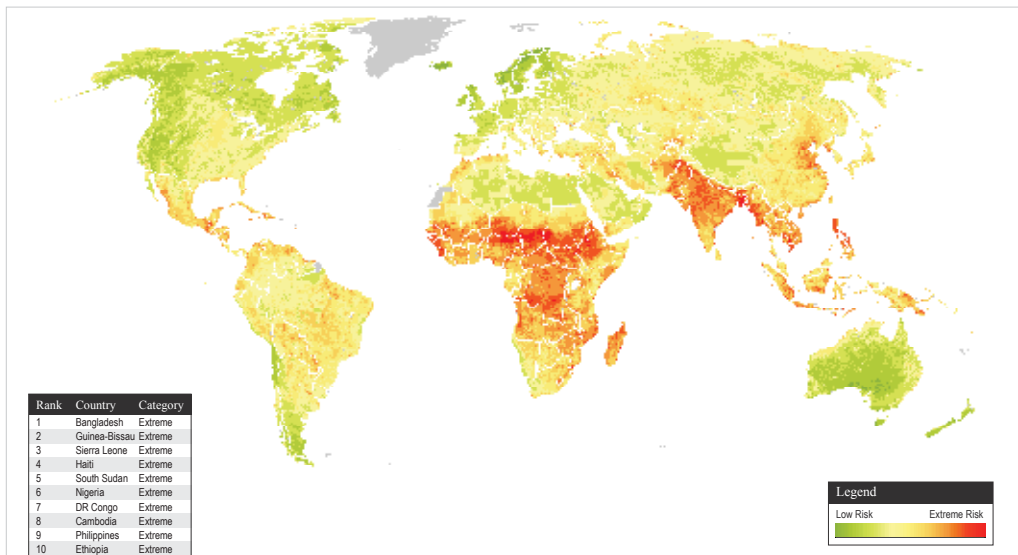 Rank Country Category
1 Bangladesh Extreme
2 Guinea-Bissau Extreme
3 Sierra Leone Extreme
4 Haiti Extreme
5 South Sudan Extreme
6 Nigeria Extreme
7 DR Congo Extreme
8 Cambodia Extreme
9 Philippines Extreme
10 Ethiopia Extreme
Legend
Low Risk Extreme Risk